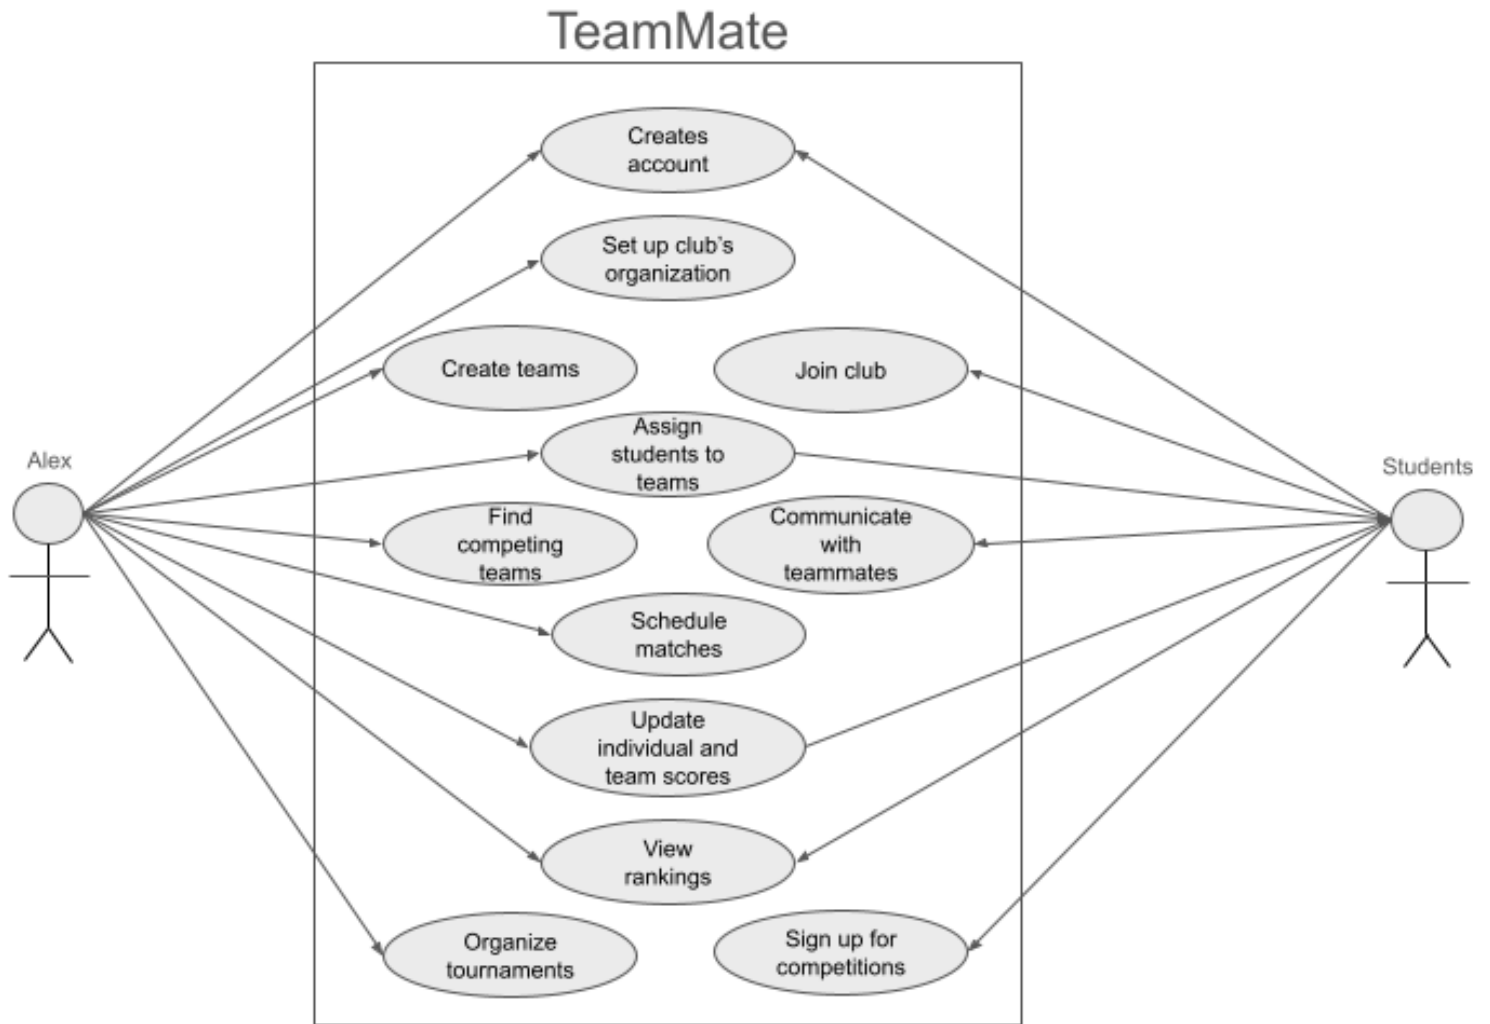 TeamMate
Creates
account
Set up club`s
organization
Create teams
Join club
Assign
students to
teams
Alex
Students
Find
competing
teams
Communicate
with
teammates
Schedule
matches
Update
individual and
team scores
View
rankings
Organize
tournaments
Sign up for
competitions